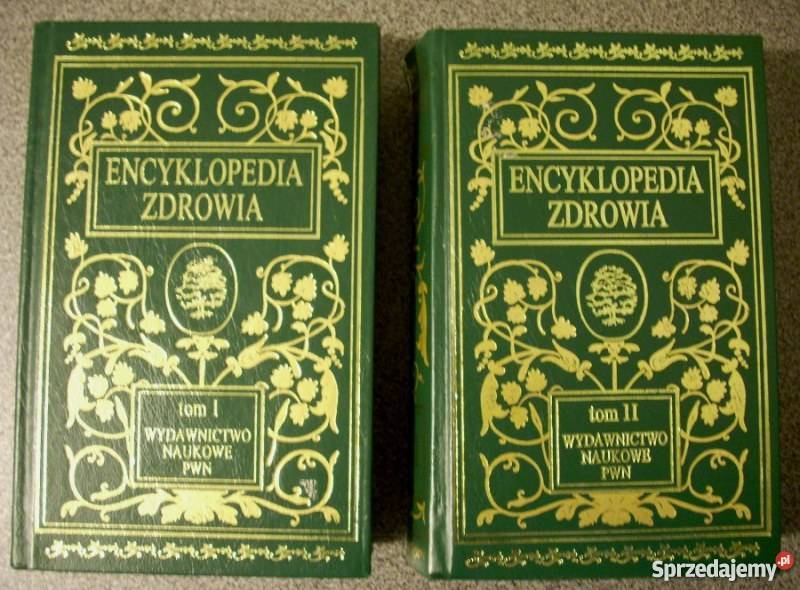 ENCYKLOPEDIA
ZDROWIA
tom I
WYDAWNICTWO
NAUKOWE
PWN
ENCYKLOPEDIA
ZDROWIA
tom II
WYDAWNICTWO
NAUKOWE
PWN
Sprzedajemy.pl